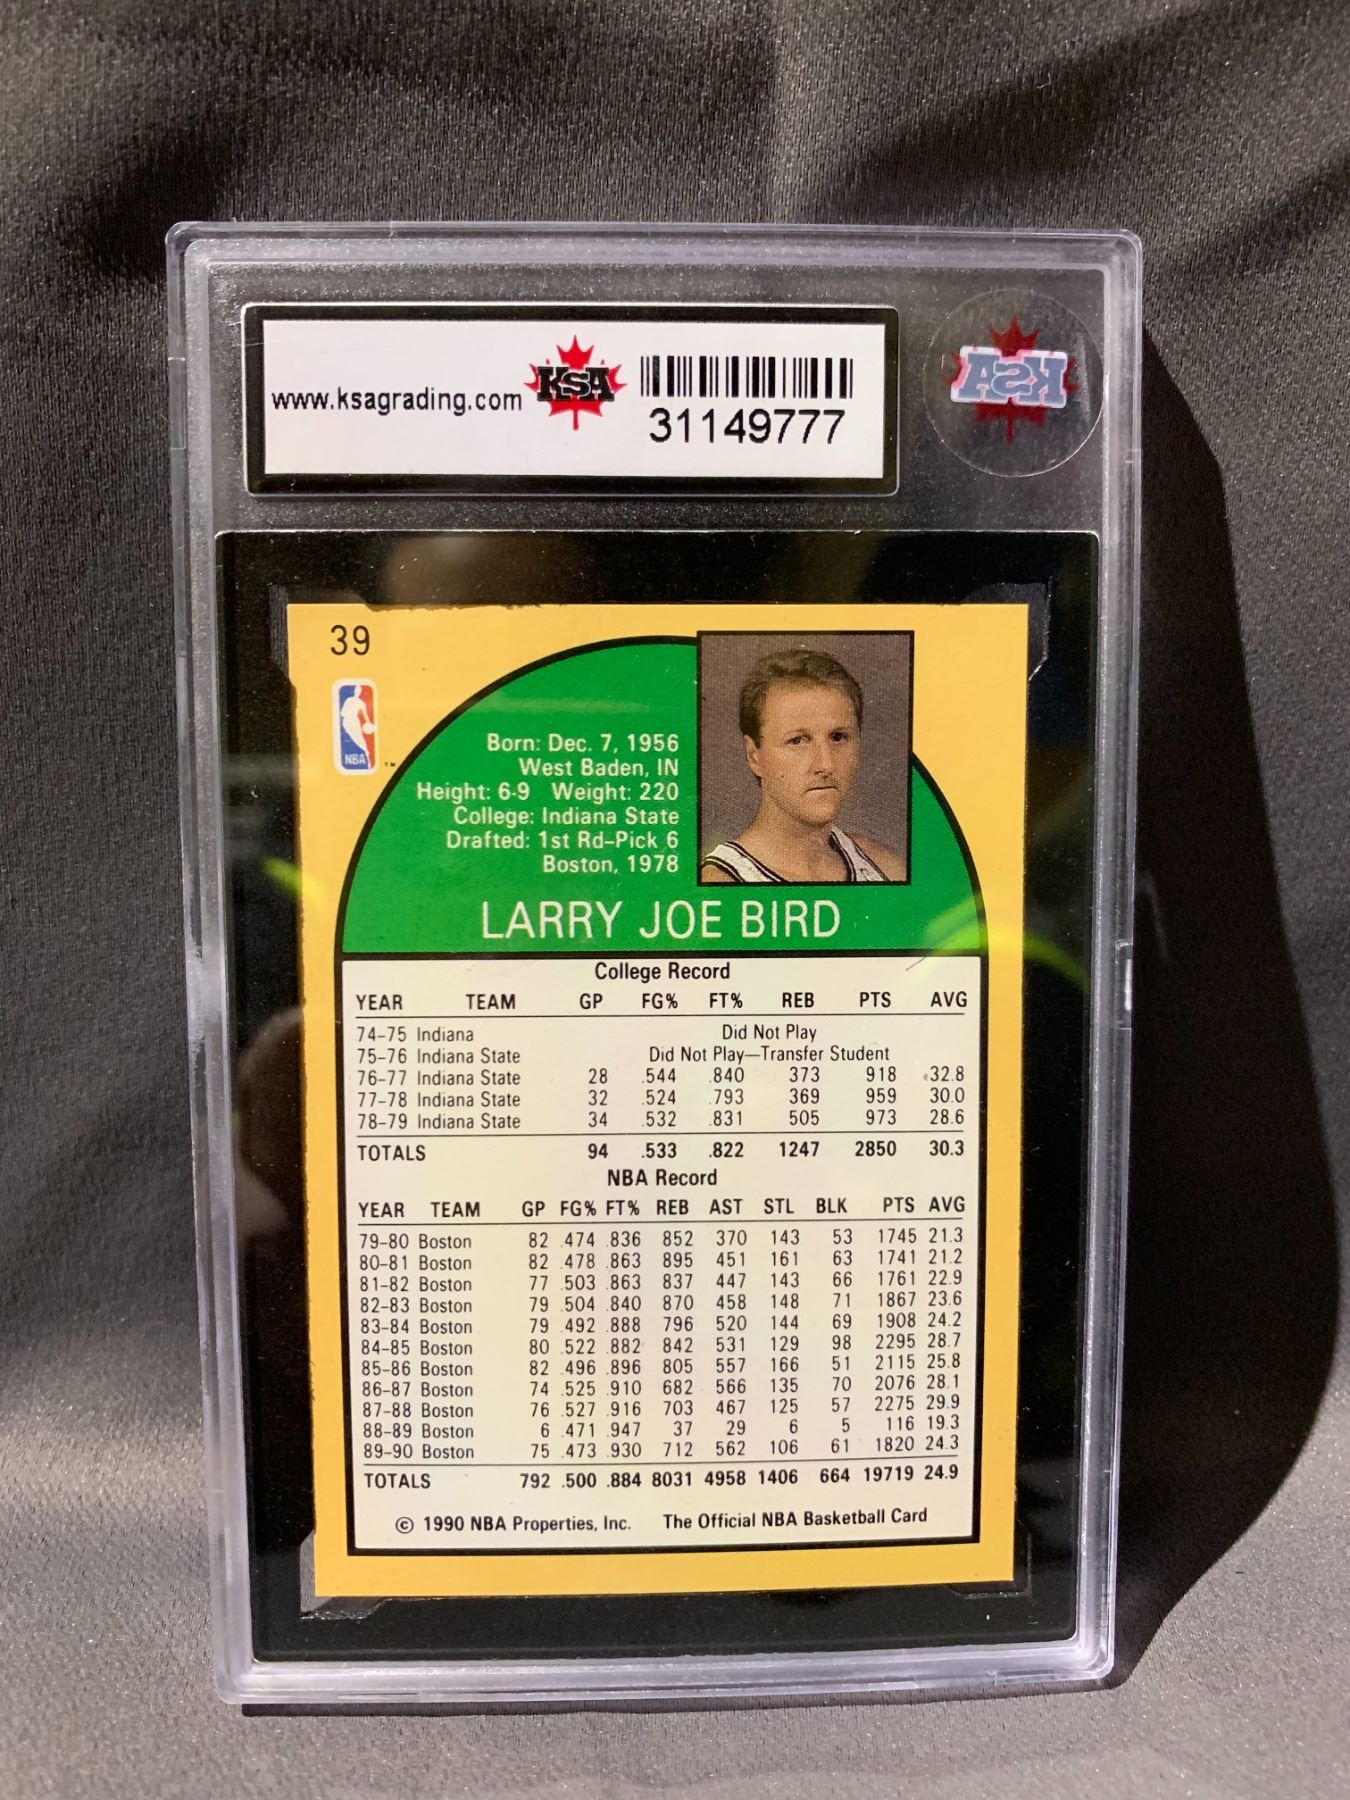 www.ksagrading.com KSA 31149777
KSA
39
NBA ™
Born: Dec. 7, 1956
West Baden, IN
Height: 6-9 Weight: 220
College: Indiana State
Drafted: 1st Rd-Pick 6
Boston, 1978
LARRY JOE BIRD
College Record
YEAR TEAM GP FG% FT% REB PTS AVG
74-75 Indiana Did Not Play
75-76 Indiana State Did Not Play—Transfer Student
76-77 Indiana State 28 .544 .840 373 918 32.8
77-78 Indiana State 32 .524 .793 369 959 30.0
78-79 Indiana State 34 .532 .831 505 973 28.6
TOTALS 94 .533 .822 1247 2850 30.3
NBA Record
YEAR TEAM GP FG% FT% REB AST STL BLK PTS AVG
79-80 Boston 82 .474 .836 852 370 143 53 1745 21.3
80-81 Boston 82 .478 .863 895 451 161 63 1741 21.2
81-82 Boston 77 .503 .863 837 447 143 66 1761 22.9
82-83 Boston 79 .504 .840 870 458 148 71 1867 23.6
83-84 Boston 79 .492 .888 796 520 144 69 1908 24.2
84-85 Boston 80 .522 .882 842 531 129 98 2295 28.7
85-86 Boston 82 .496 .896 805 557 166 51 2115 25.8
86-87 Boston 74 .525 .910 682 566 135 70 2076 28.1
87-88 Boston 76 .527 .916 703 467 125 57 2275 29.9
88-89 Boston 6 .471 .947 37 29 6 5 116 19.3
89-90 Boston 75 .473 .930 712 562 106 61 1820 24.3
TOTALS 792 .500 .884 8031 4958 1406 664 19719 24.9
© 1990 NBA Properties, Inc. The Official NBA Basketball Card